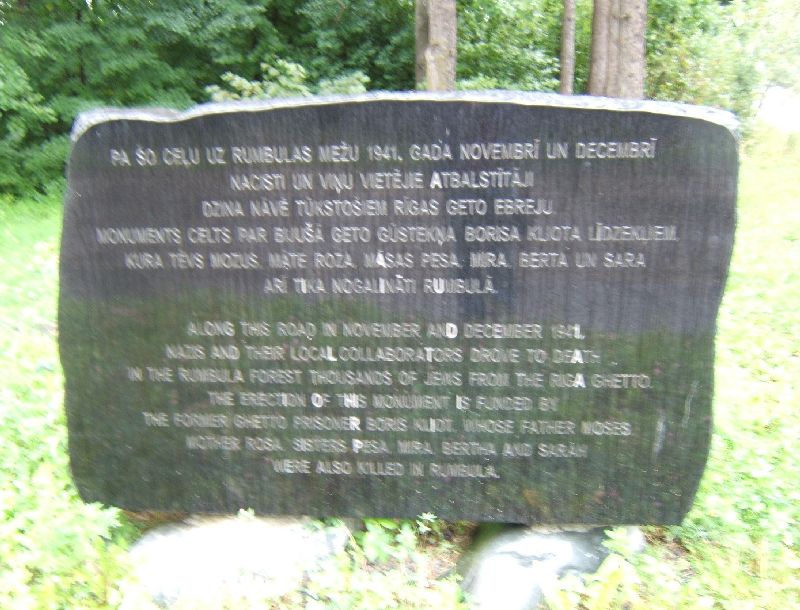 PA ŠO CEĻU UZ RUMBULAS MEŽU 1941. GADA NOVEMBRĪ UN DECEMBRĪ
NACISTI UN VIŅU VIETĒJIE ATBALSTĪTĀJI
DZINA NĀVĒ TŪKSTOŠIEM RĪGAS GETO EBREJU.
MONUMENTS CELTS PAR BIJUŠĀ GETO GŪSTEKŅA BORISA KLIOTA LĪDZEKĻIEM,
KURA TĒVS MOZUS, MĀTE ROZA, MĀSAS PESA, MIRA, BERTA UN SARA
ARĪ TIKA NOGALINĀTI RUMBULĀ.
ALONG THIS ROAD IN NOVEMBER AND DECEMBER 1941,
NAZIS AND THEIR LOCAL COLLABORATORS DROVE TO DEATH
IN THE RUMBULA FOREST THOUSANDS OF JEWS FROM THE RIGA GHETTO.
THE ERECTION OF THIS MONUMENT IS FUNDED BY
THE FORMER GHETTO PRISONER BORIS KLIOT, WHOSE FATHER MOSES,
MOTHER ROSA, SISTERS PESA, MIRA, BERTHA AND SARAH
WERE ALSO KILLED IN RUMBULA.